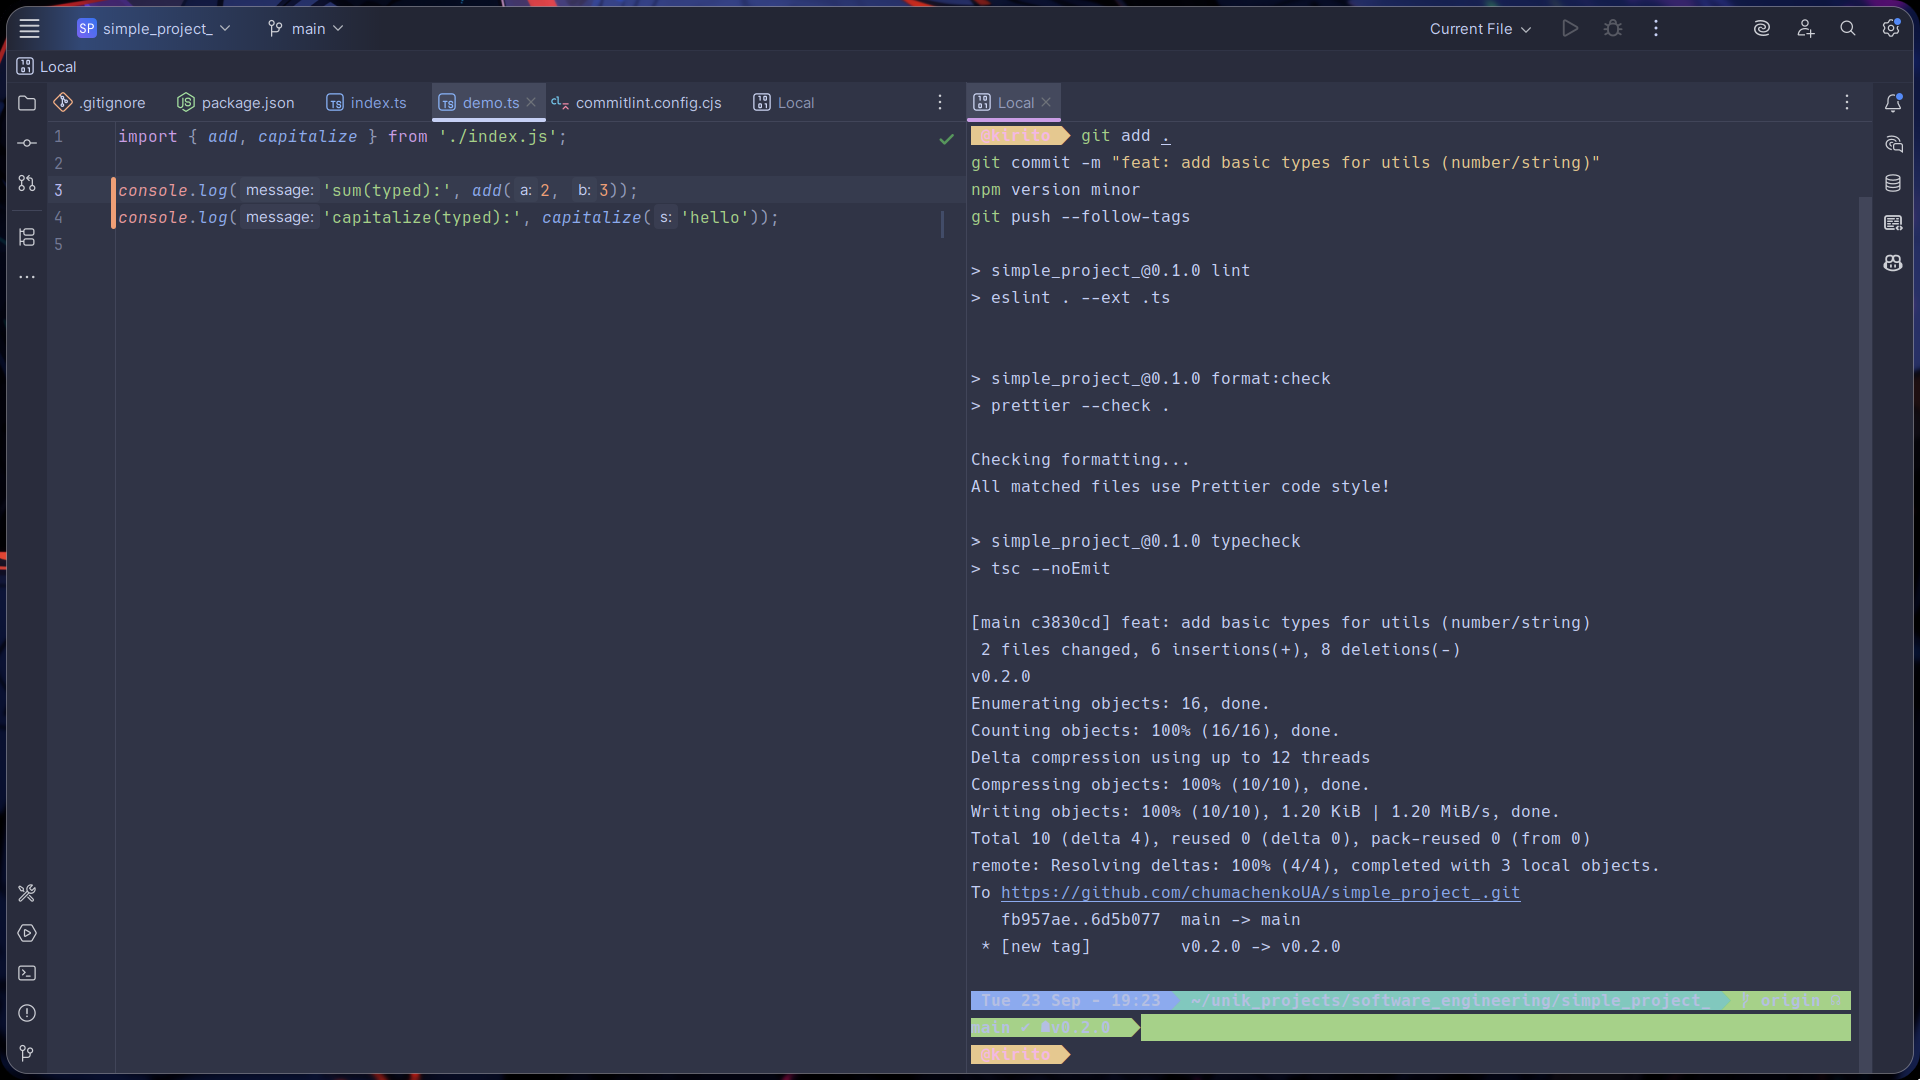 SP simple_project_ main Current File
Local
.gitignore package.json TS index.ts TS demo.ts commitlint.config.cjs Local
1 import { add, capitalize } from './index.js';
2
3 console.log( message: 'sum(typed):', add( a: 2, b: 3));
4 console.log( message: 'capitalize(typed):', capitalize( s: 'hello'));
5
Local
@kirito git add .
git commit -m "feat: add basic types for utils (number/string)"
npm version minor
git push --follow-tags
> simple_project_@0.1.0 lint
> eslint . --ext .ts
> simple_project_@0.1.0 format:check
> prettier --check .
Checking formatting...
All matched files use Prettier code style!
> simple_project_@0.1.0 typecheck
> tsc --noEmit
[main c3830cd] feat: add basic types for utils (number/string)
2 files changed, 6 insertions(+), 8 deletions(-)
v0.2.0
Enumerating objects: 16, done.
Counting objects: 100% (16/16), done.
Delta compression using up to 12 threads
Compressing objects: 100% (10/10), done.
Writing objects: 100% (10/10), 1.20 KiB | 1.20 MiB/s, done.
Total 10 (delta 4), reused 0 (delta 0), pack-reused 0 (from 0)
remote: Resolving deltas: 100% (4/4), completed with 3 local objects.
To https://github.com/chumachenkoUA/simple_project_.git
fb957ae..6d5b077 main -> main
* [new tag] v0.2.0 -> v0.2.0
Tue 23 Sep - 19:23 ~/unik_projects/software_engineering/simple_project_ origin
main
@kirito